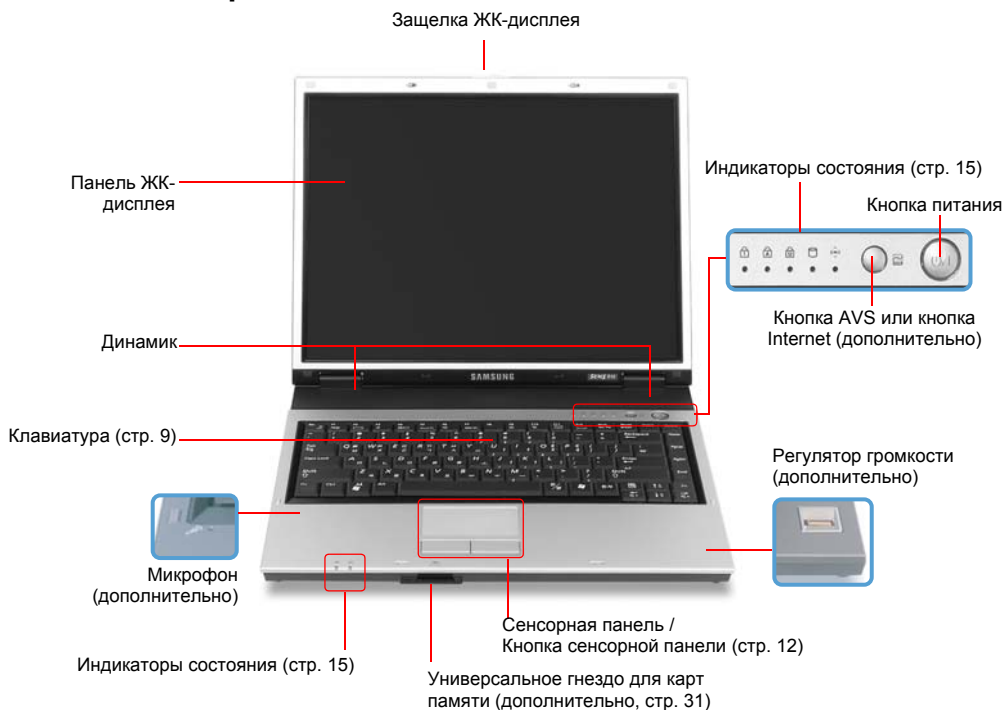 Защелка ЖК-дисплея
Панель ЖК-
дисплея
Индикаторы состояния (стр. 15)
Кнопка питания
Кнопка AVS или кнопка
Internet (дополнительно)
Динамик
SAMSUNG
Клавиатура (стр. 9)
Регулятор громкости
(дополнительно)
Микрофон
(дополнительно)
Сенсорная панель /
Кнопка сенсорной панели (стр. 12)
Индикаторы состояния (стр. 15)
Универсальное гнездо для карт
памяти (дополнительно, стр. 31)